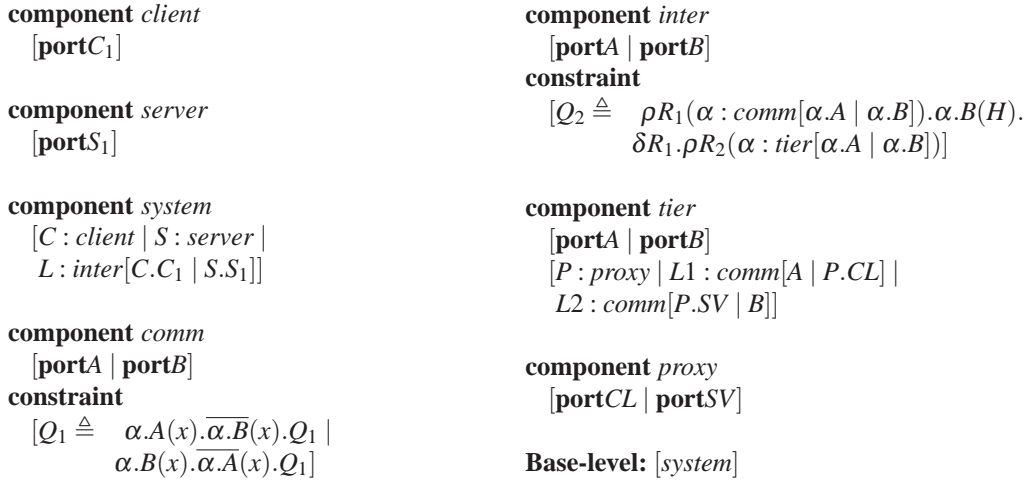 component client
[portC₁]
component server
[portS₁]
component system
[C : client | S : server |
L : inter[C.C₁ | S.S₁]]
component comm
[portA | portB]
constraint
[Q₁ ≜ α.A(x).\overline{α.B}(x).Q₁ |
α.B(x).\overline{α.A}(x).Q₁]
component inter
[portA | portB]
constraint
[Q₂ ≜ ρR₁(α : comm[α.A | α.B]).α.B(H).
δR₁.ρR₂(α : tier[α.A | α.B])]
component tier
[portA | portB]
[P : proxy | L1 : comm[A | P.CL] |
L2 : comm[P.SV | B]]
component proxy
[portCL | portSV]
Base-level: [system]